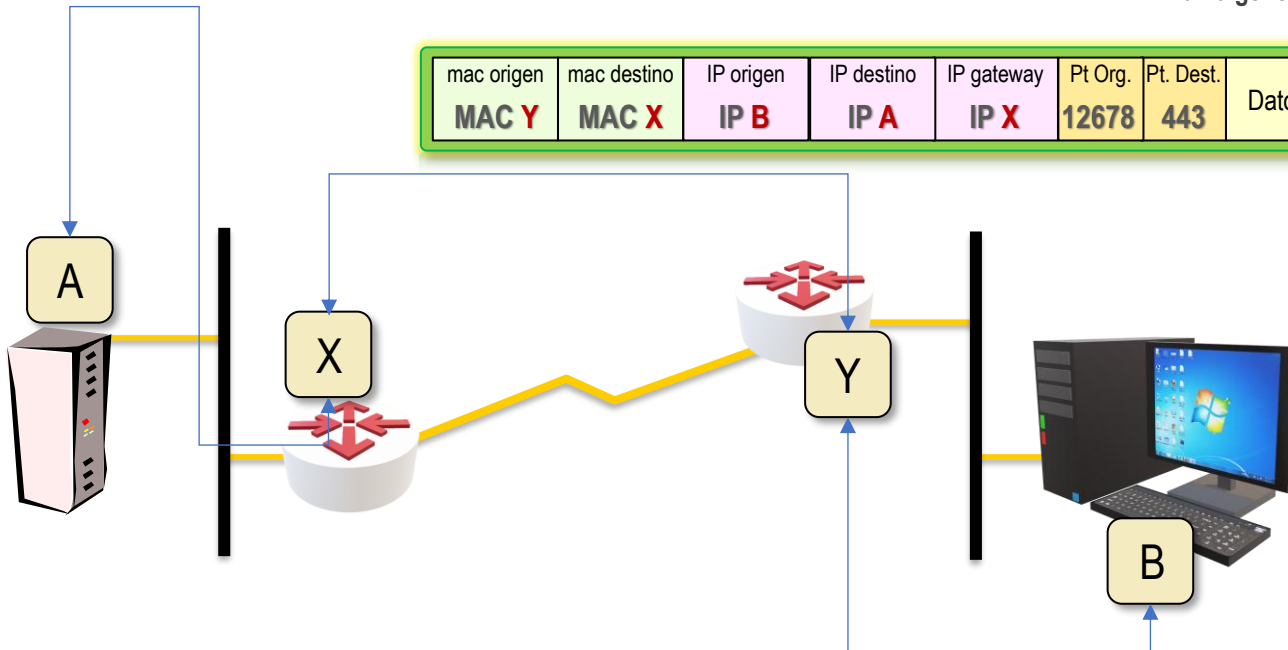 mac origen mac destino IP origen IP destino IP gateway Pt Org. Pt. Dest.
MAC Y MAC X IP B IP A IP X 12678 443
A
X
Y
B